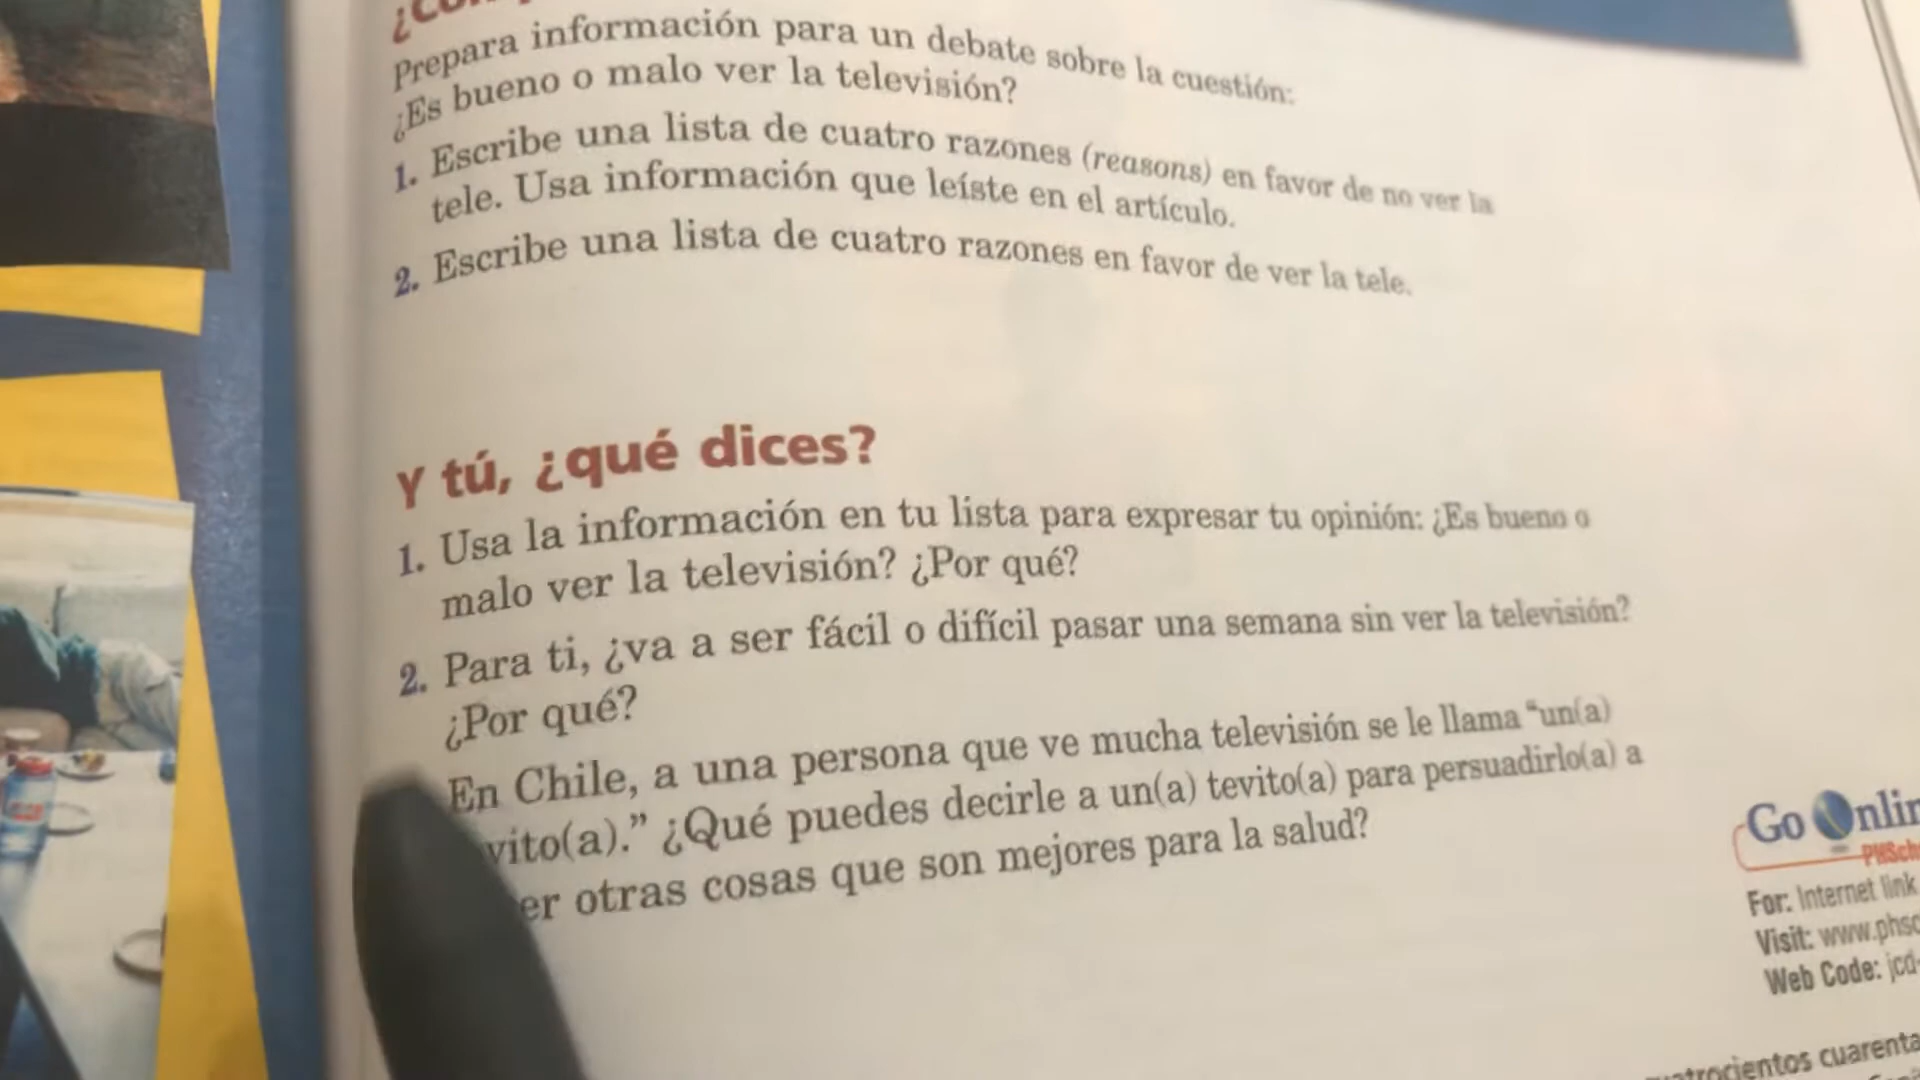 Prepara información para un debate sobre la cuestión:
¿Es bueno o malo ver la televisión?
1. Escribe una lista de cuatro razones (reasons) en favor de no ver la
tele. Usa información que leíste en el artículo.
2. Escribe una lista de cuatro razones en favor de ver la tele.
Y tú, ¿qué dices?
1. Usa la información en tu lista para expresar tu opinión: ¿Es bueno o
malo ver la televisión? ¿Por qué?
2. Para ti, ¿va a ser fácil o difícil pasar una semana sin ver la televisión?
¿Por qué?
En Chile, a una persona que ve mucha televisión se le llama “un(a)
vito(a).” ¿Qué puedes decirle a un(a) tevito(a) para persuadirlo(a) a
er otras cosas que son mejores para la salud?
Go Onlin
PHSch
For: Internet link
Visit: www.phsc
Web Code: jcd-
cuarenta